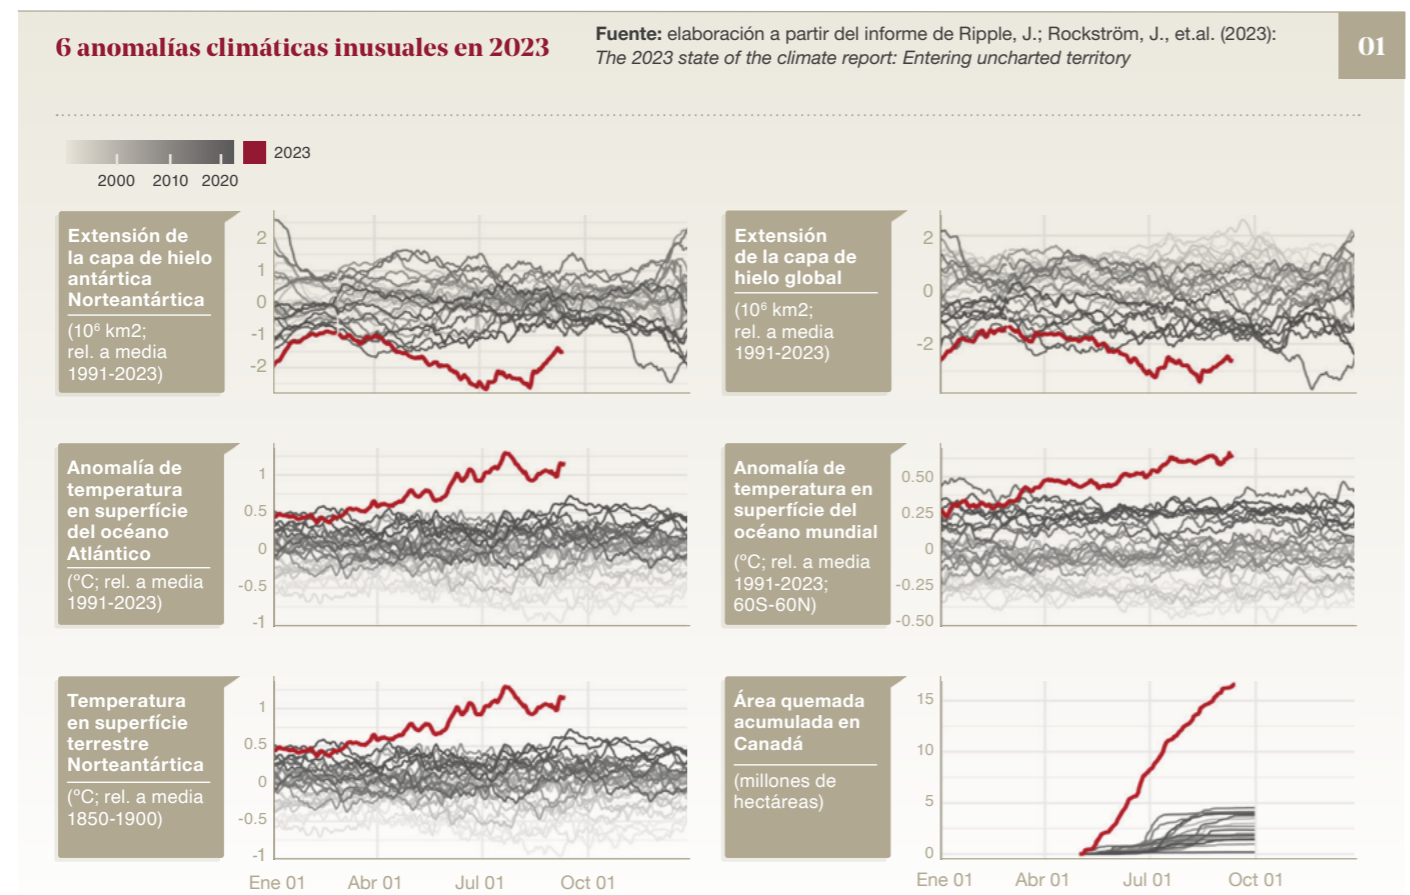 6 anomalías climáticas inusuales en 2023
Fuente: elaboración a partir del informe de Ripple, J.; Rockström, J., et.al. (2023):
The 2023 state of the climate report: Entering uncharted territory
01
2023
2000 2010 2020
Extensión de
la capa de hielo
antártica
Norteantártica
(10⁶ km2;
rel. a media
1991-2023)
2
1
0
-1
-2
Extensión
de la capa de
hielo global
(10⁶ km2;
rel. a media
1991-2023)
2
0
-2
Anomalía de
temperatura
en superfície
del océano
Atlántico
(ºC; rel. a media
1991-2023)
1
0.5
0
-0.5
-1
Anomalía de
temperatura en
superfície del
océano mundial
(ºC; rel. a media
1991-2023;
60S-60N)
0.50
0.25
0
-0.25
-0.50
Temperatura
en superfície
terrestre
Norteantártica
(ºC; rel. a media
1850-1900)
1
0.5
0
-0.5
-1
Ene 01 Abr 01 Jul 01 Oct 01
Área quemada
acumulada en
Canadá
(millones de
hectáreas)
15
10
5
0
Ene 01 Abr 01 Jul 01 Oct 01